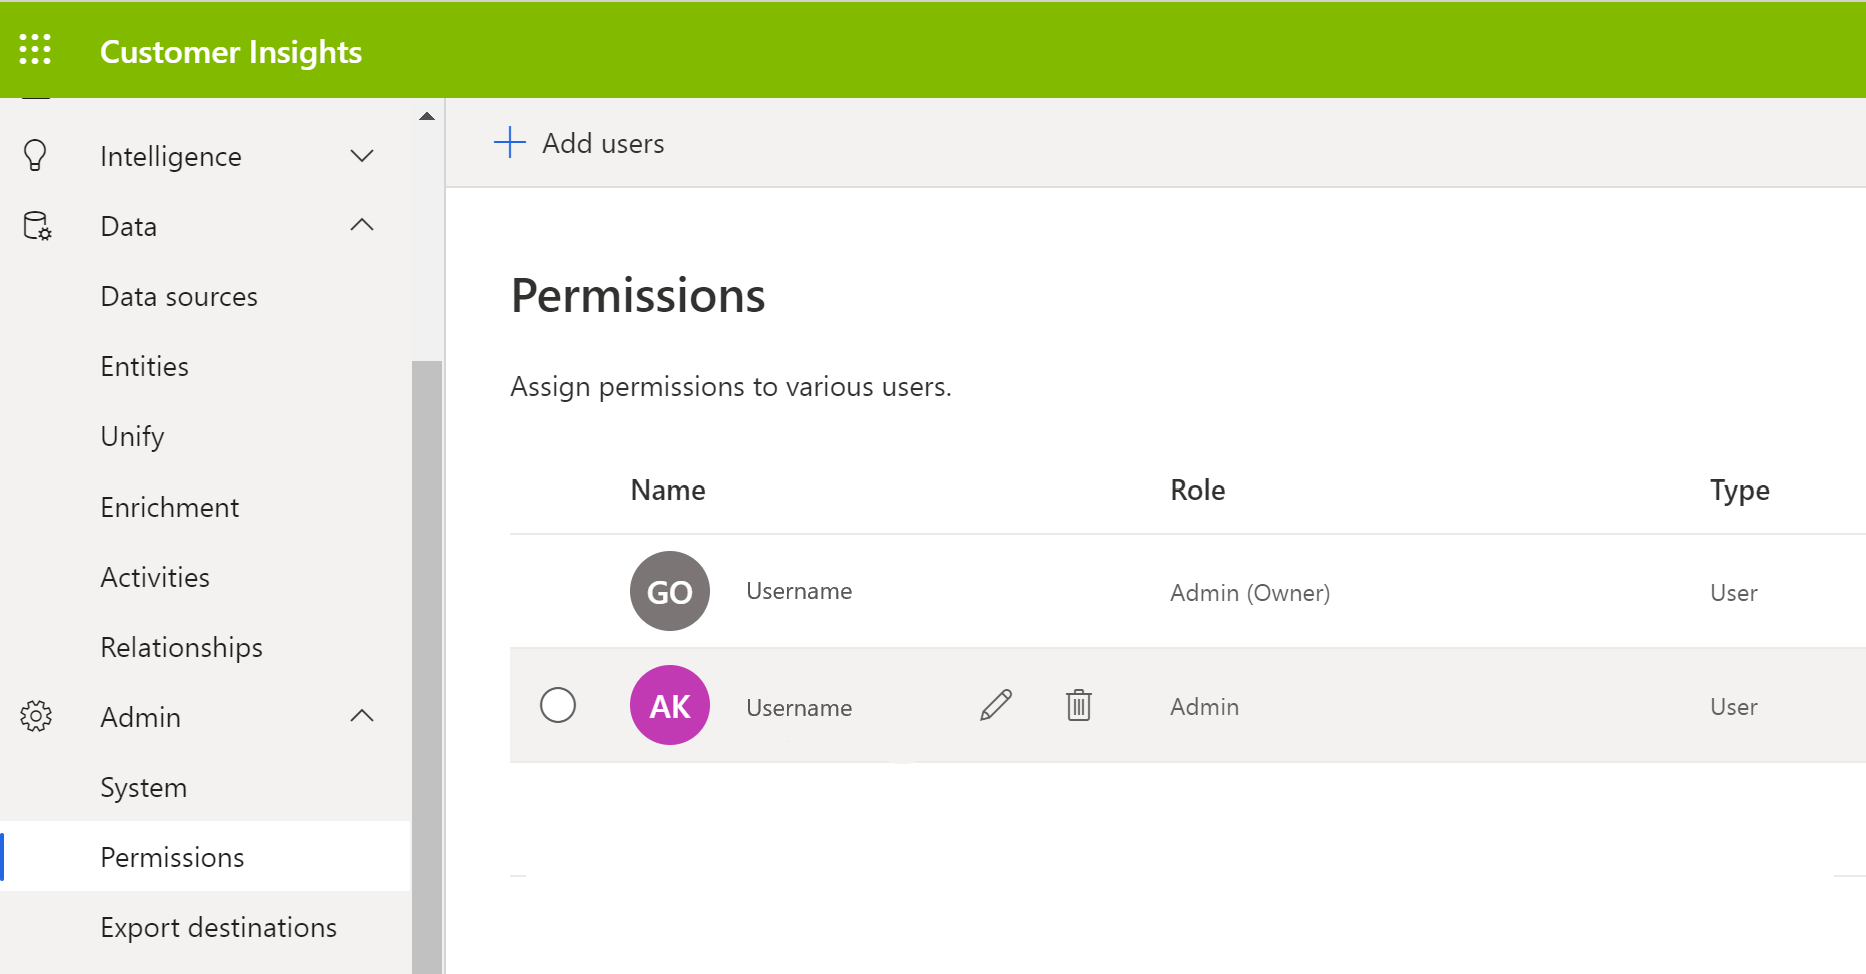 Customer Insights
Intelligence
Data
Data sources
Entities
Unify
Enrichment
Activities
Relationships
Admin
System
Permissions
Export destinations
Add users
Permissions
Assign permissions to various users.
Name Role Type
GO Username Admin (Owner) User
AK Username Admin User